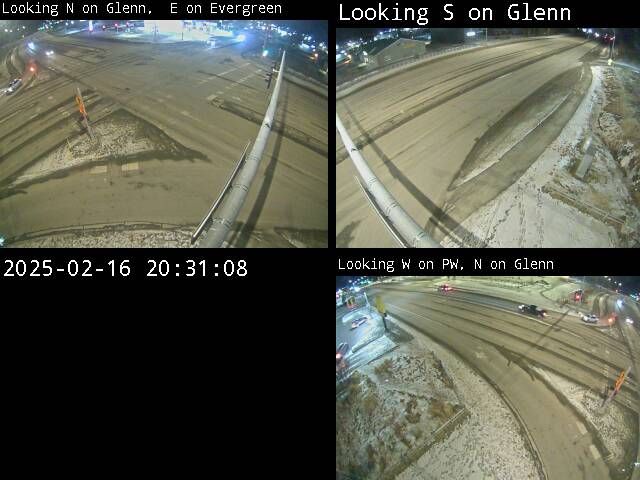 Looking N on Glenn,  E on Evergreen
Looking S on Glenn
2025-02-16 20:31:08
Looking W on PW, N on Glenn